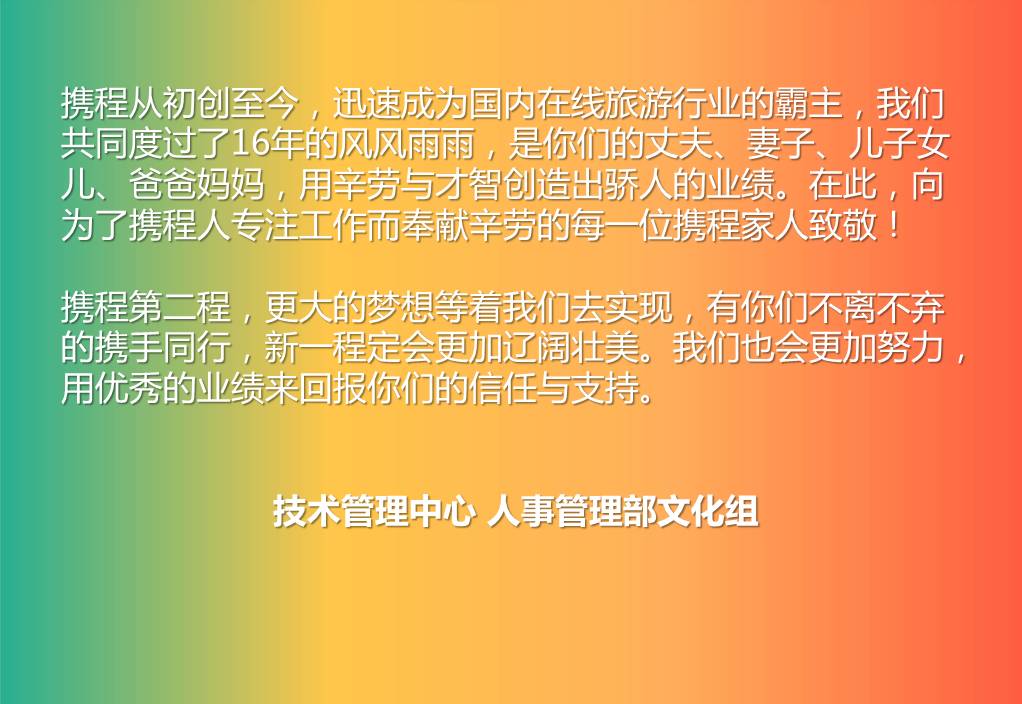 携程从初创至今，迅速成为国内在线旅游行业的霸主，我们
共同度过了16年的风风雨雨，是你们的丈夫、妻子、儿子女
儿、爸爸妈妈，用辛劳与才智创造出骄人的业绩。在此，向
为了携程人专注工作而奉献辛劳的每一位携程家人致敬！
携程第二程，更大的梦想等着我们去实现，有你们不离不弃
的携手同行，新一程定会更加辽阔壮美。我们也会更加努力，
用优秀的业绩来回报你们的信任与支持。
技术管理中心 人事管理部文化组